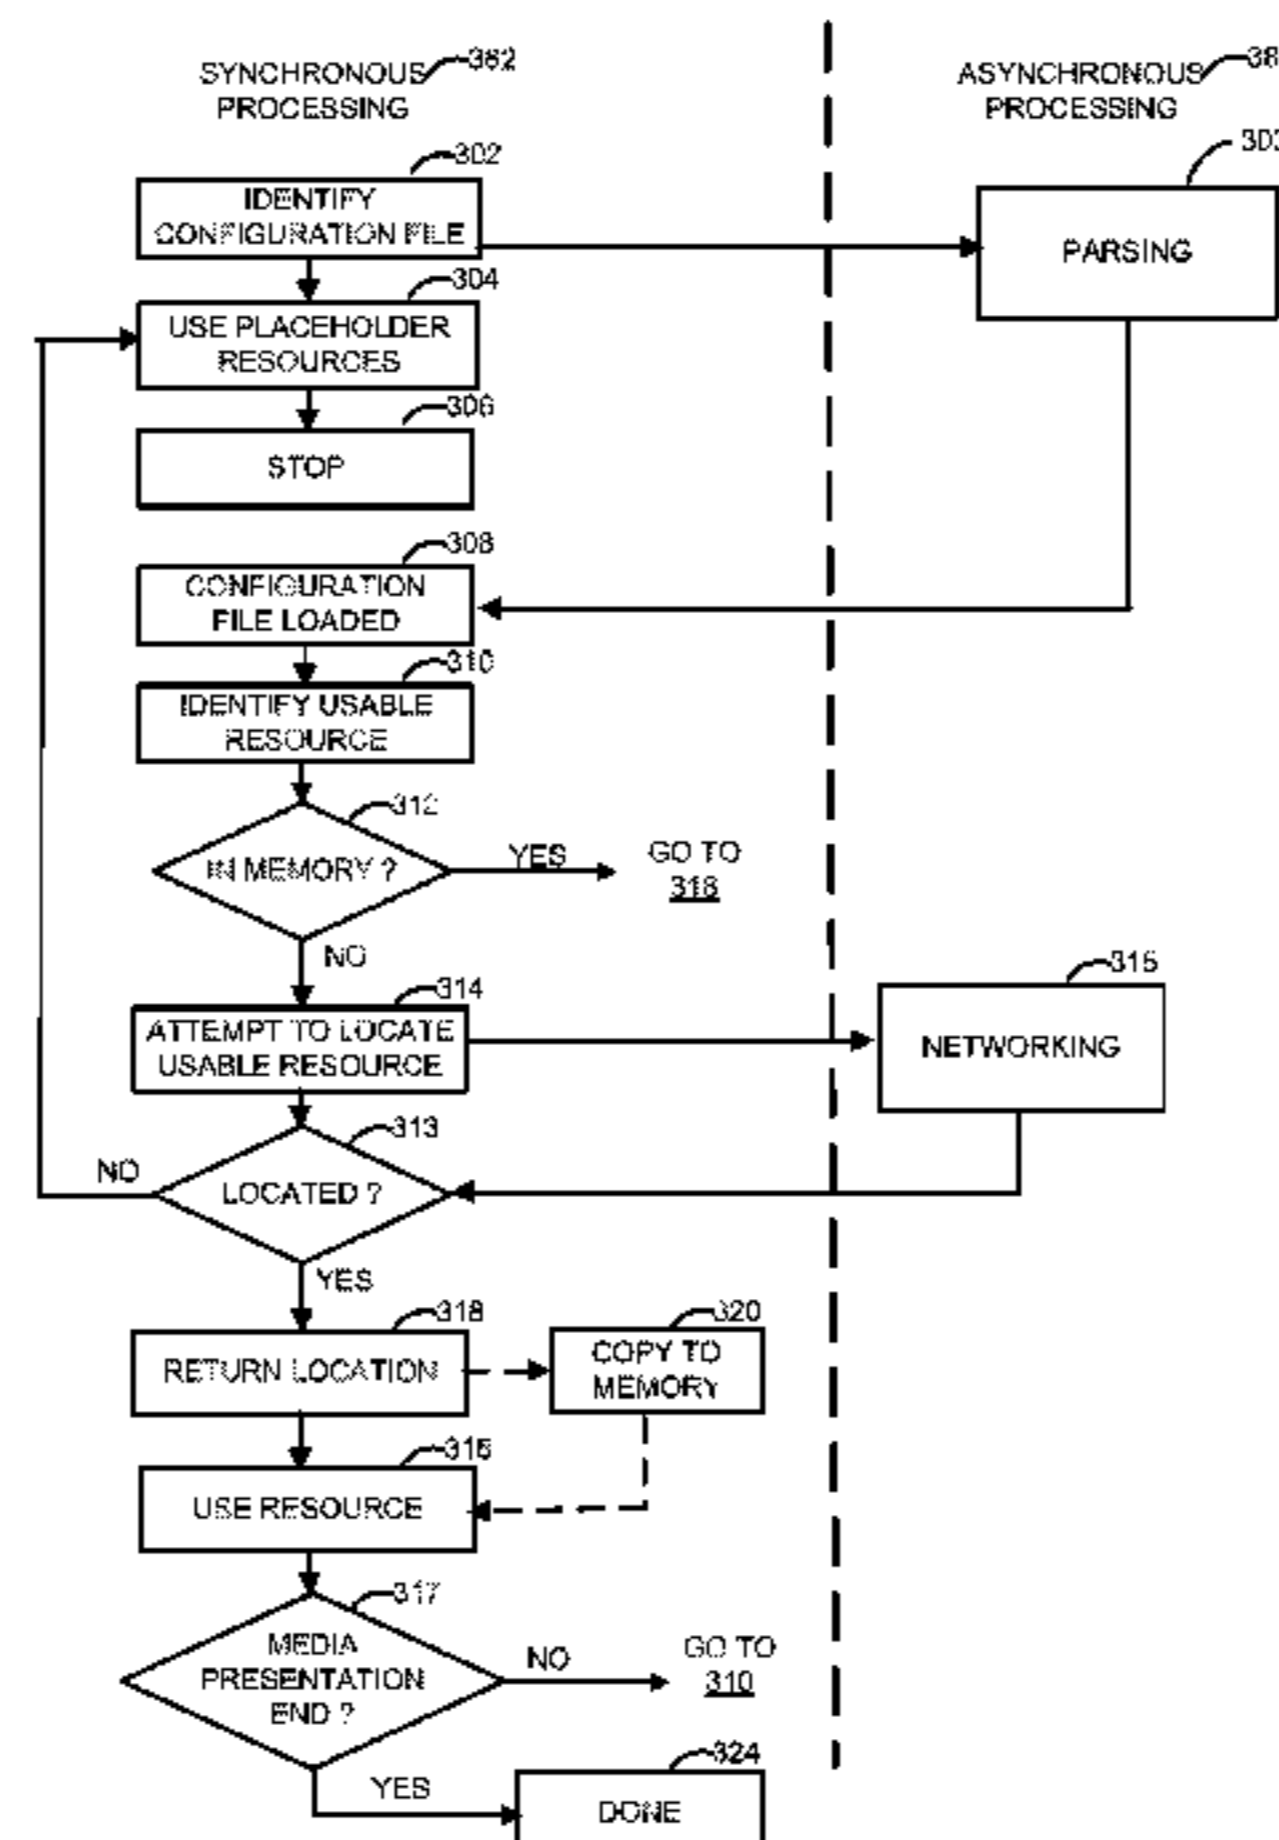 SYNCHRONOUS
PROCESSING
362
ASYNCHRONOUS
PROCESSING
302
IDENTIFY
CONFIGURATION FILE
PARSING
304
USE PLACEHOLDER
RESOURCES
306
STOP
308
CONFIGURATION
FILE LOADED
310
IDENTIFY USABLE
RESOURCE
312
IN MEMORY ?
YES
GO TO
318
NO
314
ATTEMPT TO LOCATE
USABLE RESOURCE
315
NETWORKING
313
LOCATED ?
NO
YES
318
RETURN LOCATION
320
COPY TO
MEMORY
USE RESOURCE
317
MEDIA
PRESENTATION
END ?
NO
GO TO
310
YES
324
DONE